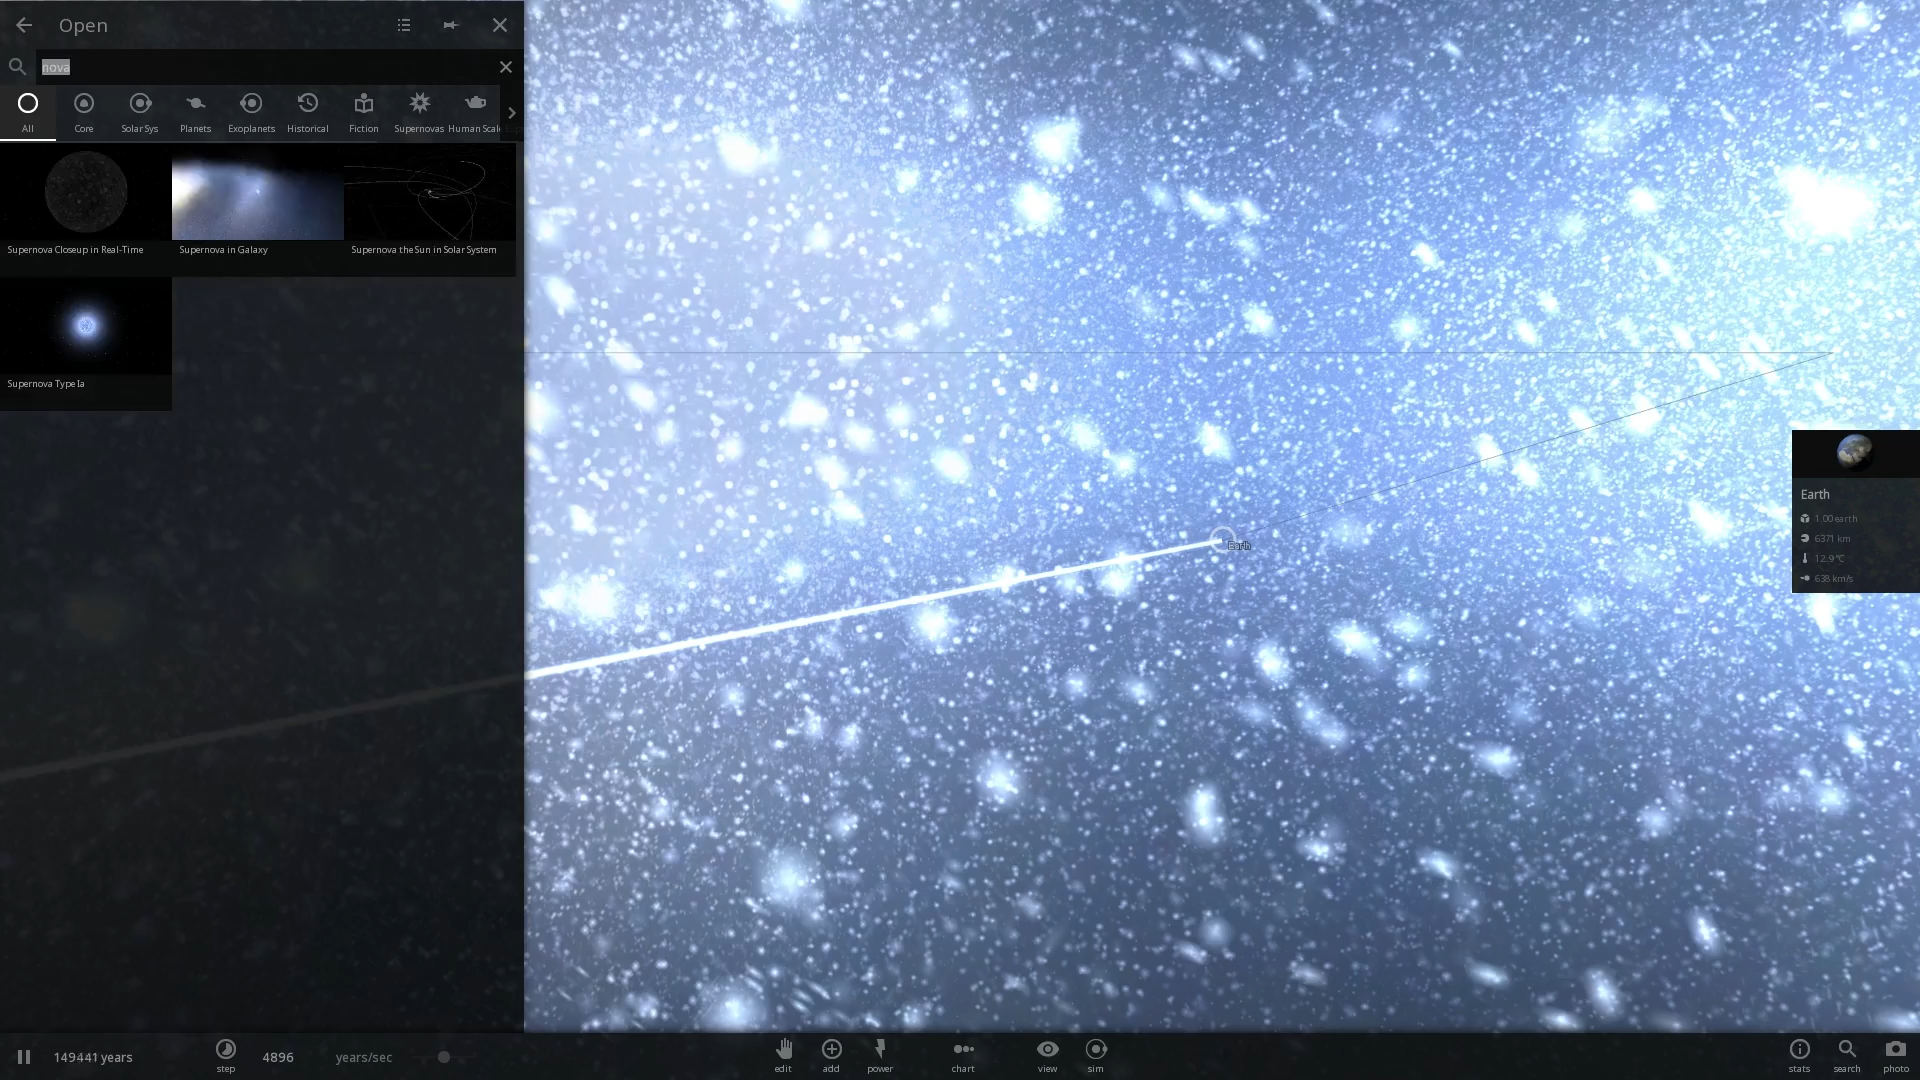 Open
nova
All
Core
Solar Sys
Planets
Exoplanets
Historical
Fiction
Supernovas
Human Scale
Supernova Closeup in Real-Time
Supernova in Galaxy
Supernova the Sun in Solar System
Supernova Type Ia
Earth
Earth
1.00 earth
6371 km
12.9 °C
638 km/s
149441 years
step
4896
years/sec
edit
add
power
chart
view
sim
stats
search
photo